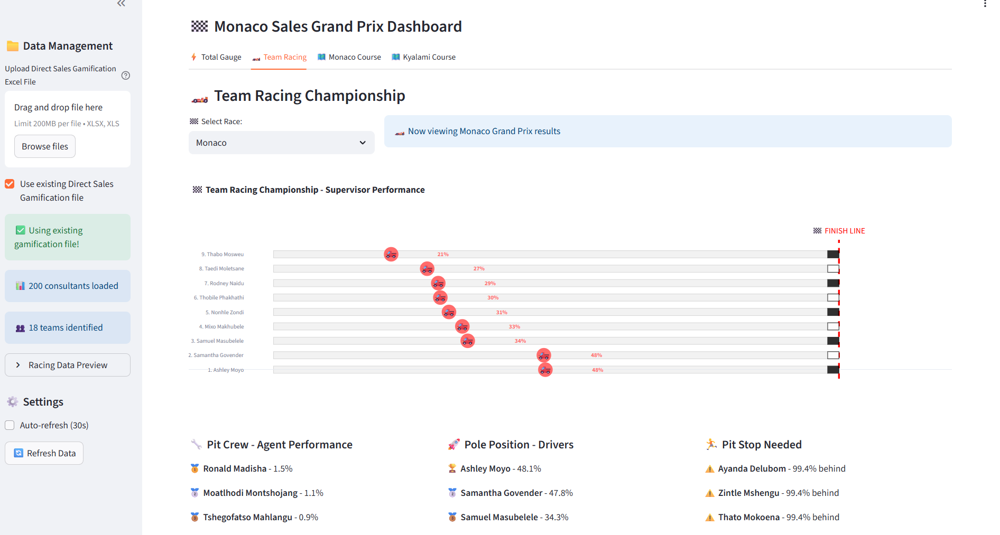 Data Management
Upload Direct Sales Gamification
Excel File
Drag and drop file here
Limit 200MB per file • XLSX, XLS
Browse files
Use existing Direct Sales
Gamification file
Using existing
gamification file!
200 consultants loaded
18 teams identified
Racing Data Preview
Settings
Auto-refresh (30s)
Refresh Data
Monaco Sales Grand Prix Dashboard
Total Gauge
Team Racing
Monaco Course
Kyalami Course
Team Racing Championship
Select Race:
Monaco
Now viewing Monaco Grand Prix results
Team Racing Championship - Supervisor Performance
FINISH LINE
9. Thabo Mosweu 21%
8. Taedi Moletsane 27%
7. Rodney Naidu 29%
6. Thobile Phakhathi 30%
5. Nonhle Zondi 31%
4. Mixo Makhubele 33%
3. Samuel Masubelele 34%
2. Samantha Govender 48%
1. Ashley Moyo 48%
Pit Crew - Agent Performance
Ronald Madisha - 1.5%
Moatlhodi Montshojang - 1.1%
Tshegofatso Mahlangu - 0.9%
Pole Position - Drivers
Ashley Moyo - 48.1%
Samantha Govender - 47.8%
Samuel Masubelele - 34.3%
Pit Stop Needed
Ayanda Delubom - 99.4% behind
Zintle Mshengu - 99.4% behind
Thato Mokoena - 99.4% behind